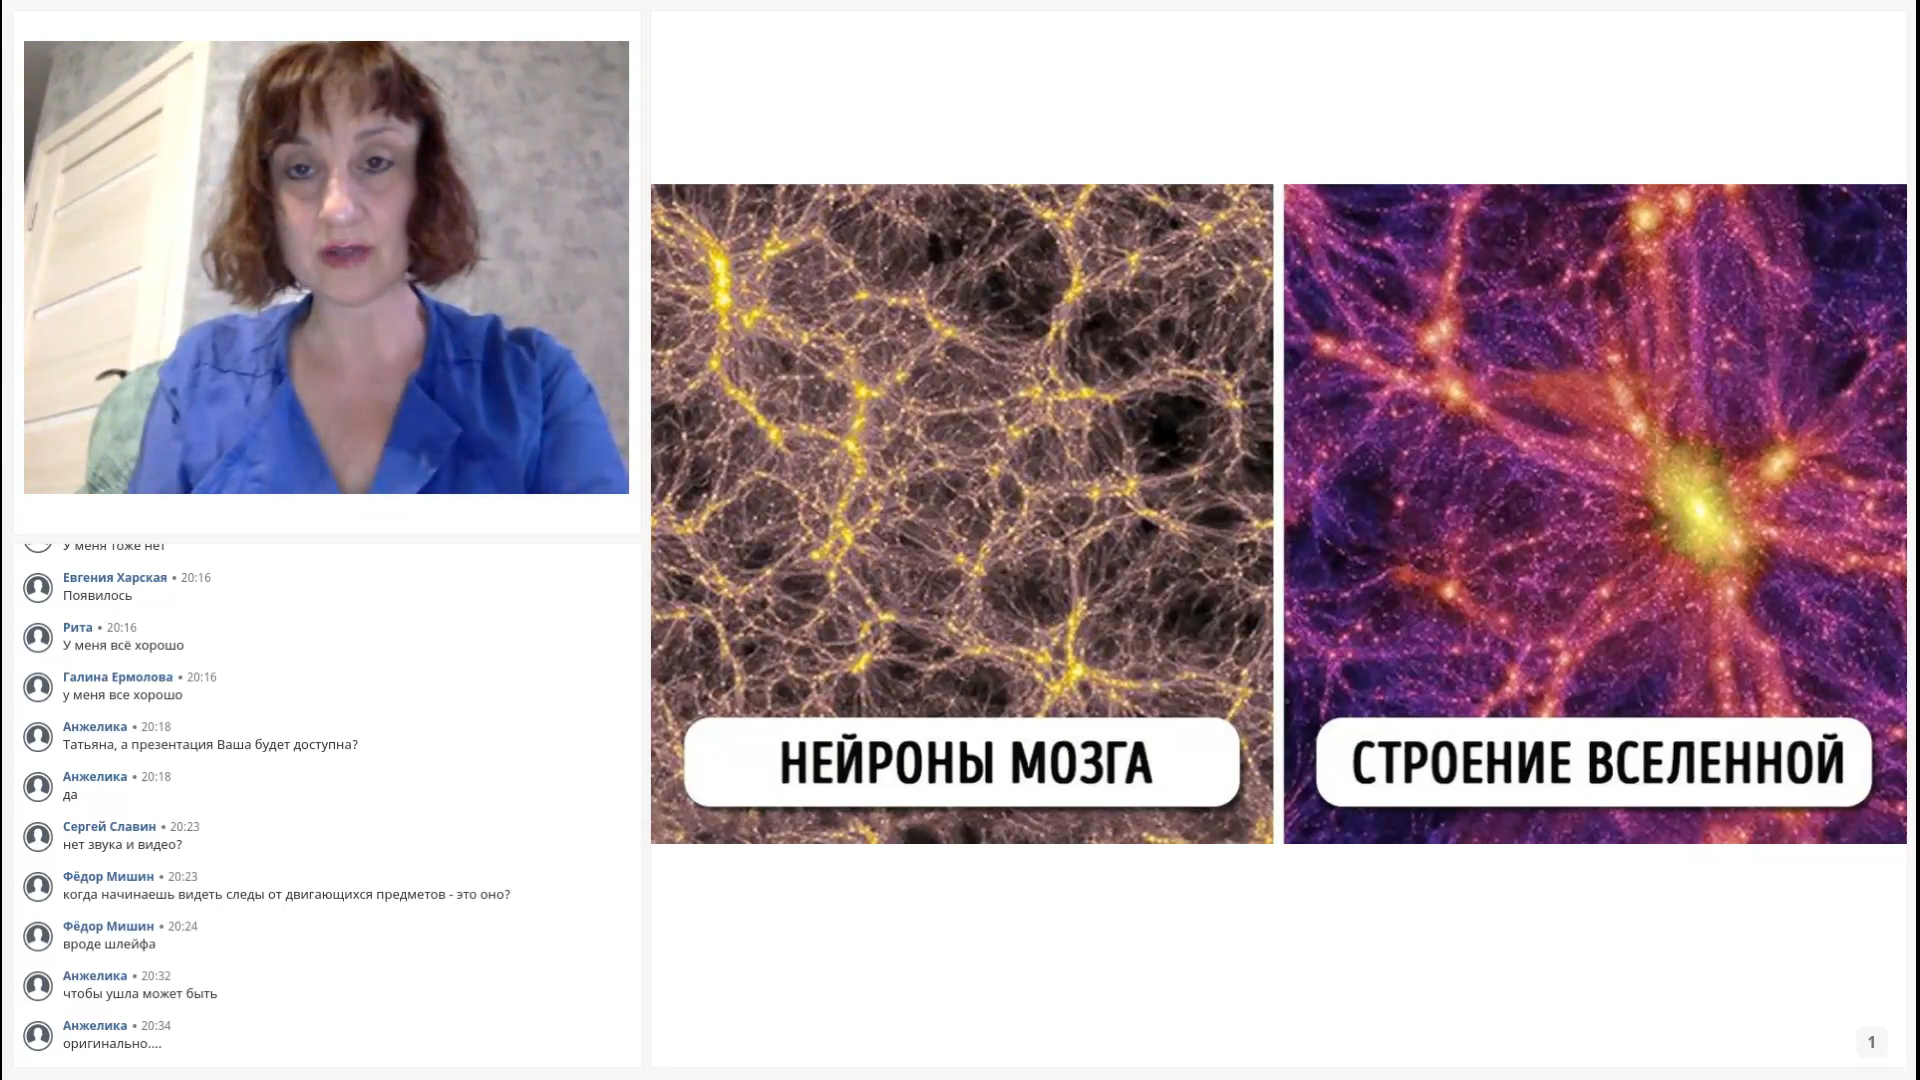 У меня тоже нет
Евгения Харская • 20:16
Появилось
Рита • 20:16
У меня всё хорошо
Галина Ермолова • 20:16
у меня все хорошо
Анжелика • 20:18
Татьяна, а презентация Ваша будет доступна?
Анжелика • 20:18
да
Сергей Славин • 20:23
нет звука и видео?
Фёдор Мишин • 20:23
когда начинаешь видеть следы от двигающихся предметов - это оно?
Фёдор Мишин • 20:24
вроде шлейфа
Анжелика • 20:32
чтобы ушла может быть
Анжелика • 20:34
оригинально....
НЕЙРОНЫ МОЗГА
СТРОЕНИЕ ВСЕЛЕННОЙ
1